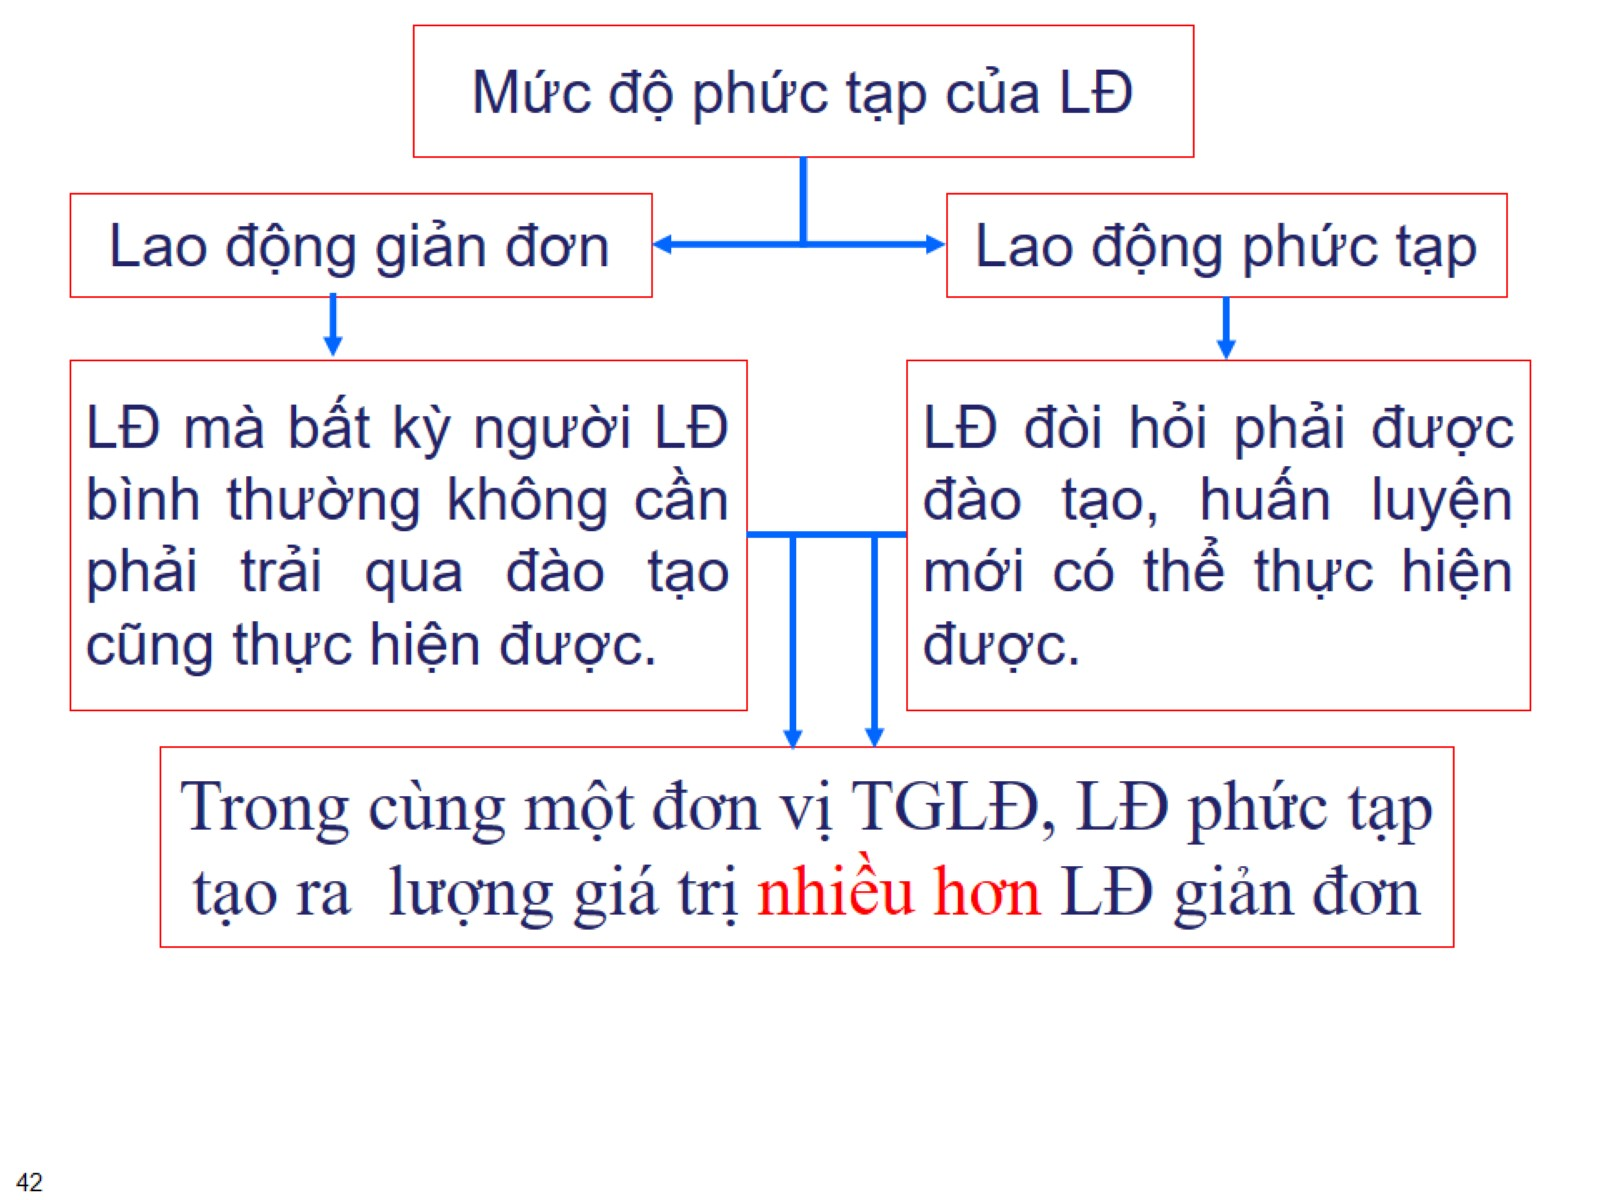 Mức độ phức tạp của LĐ
Lao động giản đơn
Lao động phức tạp
LĐ mà bất kỳ người LĐ
bình thường không cần
phải trải qua đào tạo
cũng thực hiện được.
LĐ đòi hỏi phải được
đào tạo, huấn luyện
mới có thể thực hiện
được.
Trong cùng một đơn vị TGLĐ, LĐ phức tạp
tạo ra lượng giá trị nhiều hơn LĐ giản đơn
42